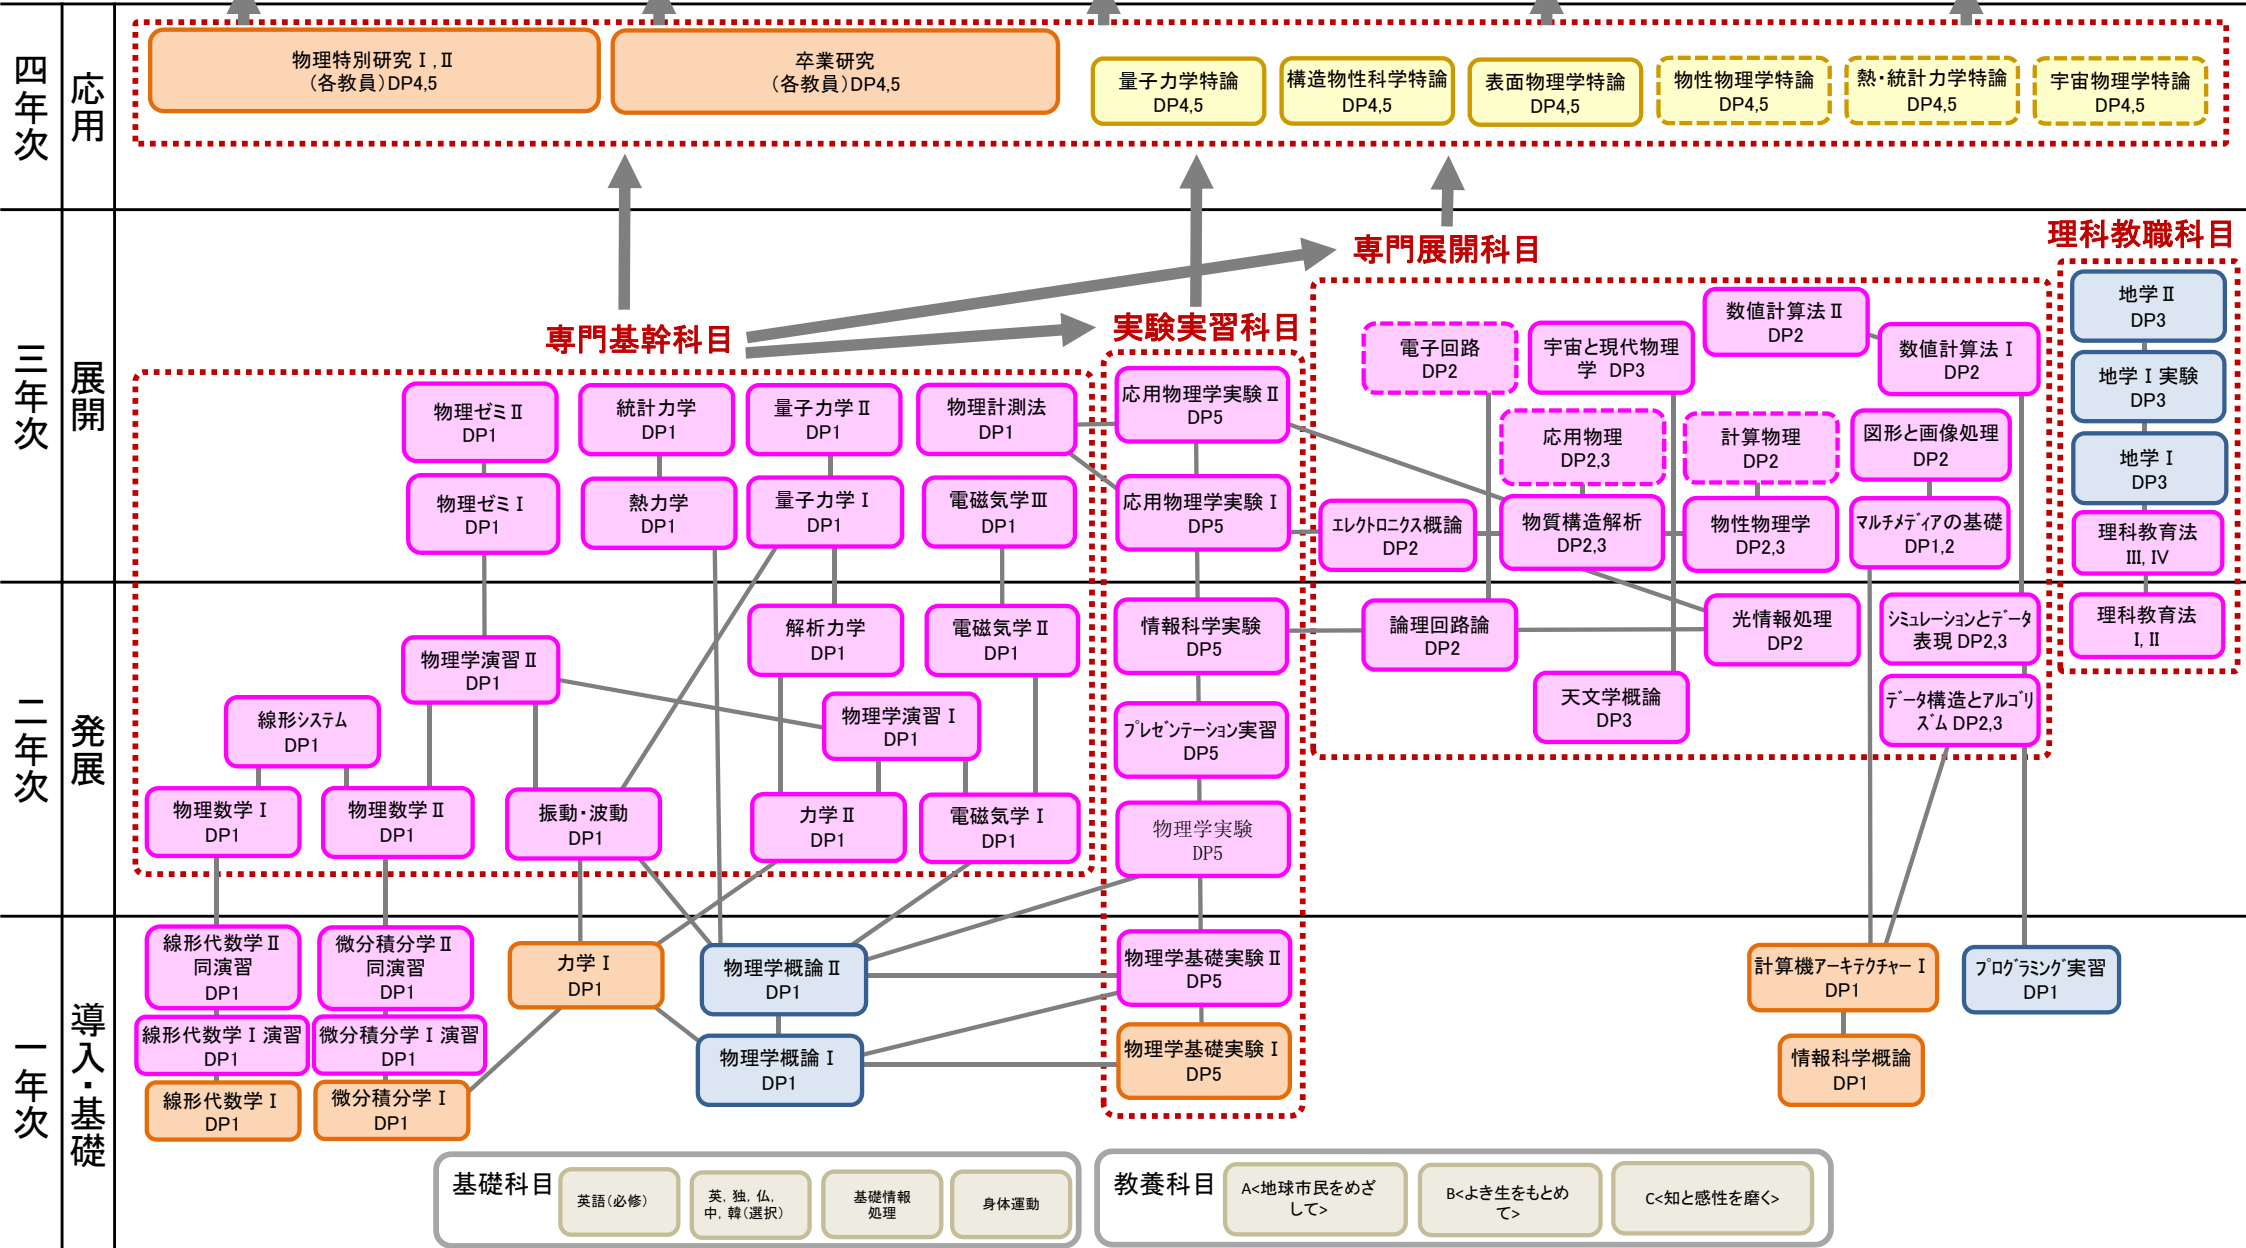 四年次
応用
物理特別研究Ⅰ,Ⅱ
(各教員)DP4,5
卒業研究
(各教員)DP4,5
量子力学特論
DP4,5
構造物性科学特論
DP4,5
表面物理学特論
DP4,5
物性物理学特論
DP4,5
熱・統計力学特論
DP4,5
宇宙物理学特論
DP4,5
三年次
展開
専門基幹科目
実験実習科目
専門展開科目
理科教職科目
物理ゼミⅡ
DP1
統計力学
DP1
量子力学Ⅱ
DP1
物理計測法
DP1
物理ゼミⅠ
DP1
熱力学
DP1
量子力学Ⅰ
DP1
電磁気学Ⅲ
DP1
応用物理学実験Ⅱ
DP5
応用物理学実験Ⅰ
DP5
電子回路
DP2
宇宙と現代物理
学 DP3
数値計算法Ⅱ
DP2
数値計算法Ⅰ
DP2
応用物理
DP2,3
計算物理
DP2
図形と画像処理
DP2
エレクトロニクス概論
DP2
物質構造解析
DP2,3
物性物理学
DP2,3
マルチメディアの基礎
DP1,2
地学Ⅱ
DP3
地学Ⅰ実験
DP3
地学Ⅰ
DP3
理科教育法
III, IV
二年次
発展
物理学演習Ⅱ
DP1
解析力学
DP1
電磁気学Ⅱ
DP1
線形システム
DP1
物理学演習Ⅰ
DP1
物理数学Ⅰ
DP1
物理数学Ⅱ
DP1
振動・波動
DP1
力学Ⅱ
DP1
電磁気学Ⅰ
DP1
情報科学実験
DP5
プレゼンテーション実習
DP5
物理学実験
DP5
論理回路論
DP2
光情報処理
DP2
シミュレーションとデータ
表現 DP2,3
天文学概論
DP3
データ構造とアルゴリ
ズム DP2,3
理科教育法
I, II
一年次
導入・基礎
線形代数学Ⅱ
同演習
DP1
微分積分学Ⅱ
同演習
DP1
力学Ⅰ
DP1
物理学概論Ⅱ
DP1
物理学基礎実験Ⅱ
DP5
計算機アーキテクチャーⅠ
DP1
プログラミング実習
DP1
線形代数学Ⅰ演習
DP1
微分積分学Ⅰ演習
DP1
物理学概論Ⅰ
DP1
物理学基礎実験Ⅰ
DP5
情報科学概論
DP1
線形代数学Ⅰ
DP1
微分積分学Ⅰ
DP1
基礎科目
英語(必修)
英, 独, 仏,
中, 韓(選択)
基礎情報
処理
身体運動
教養科目
A<地球市民をめざ
して>
B<よき生をもとめ
て>
C<知と感性を磨く>